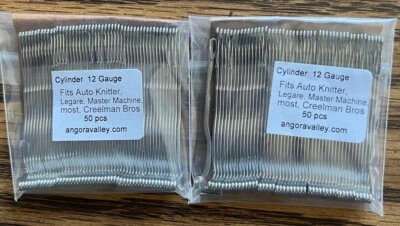 Cylinder 12 Gauge
Fits Auto Knitter,
Legare, Master Machine,
most, Creelman Bros
50 pcs
angoravalley.com
Cylinder 12 Gauge
Fits Auto Knitter,
Legare, Master Machine,
most, Creelman Bros
50 pcs
angoravalley.com